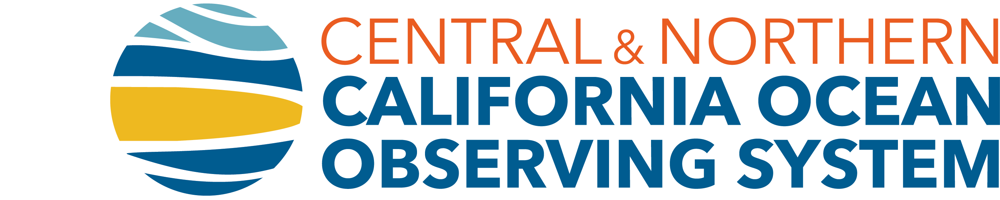 CENTRAL & NORTHERN
CALIFORNIA OCEAN
OBSERVING SYSTEM